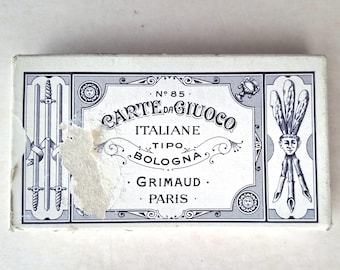 Nº 85
CARTE DA GIUOCO
ITALIANE
TIPO
BOLOGNA
GRIMAUD
PARIS